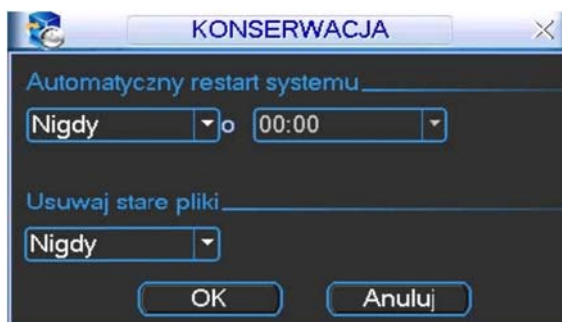 KONSERWACJA
Automatyczny restart systemu
Nigdy o 00:00
Usuwaj stare pliki
Nigdy
OK Anuluj